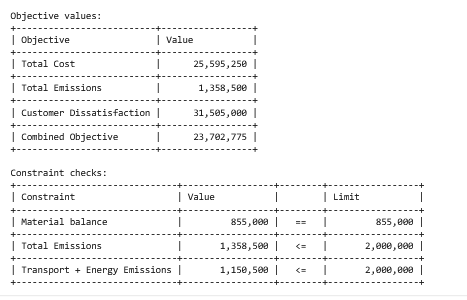 Objective values:
Objective | Value
Total Cost | 25,595,250
Total Emissions | 1,358,500
Customer Dissatisfaction | 31,505,000
Combined Objective | 23,702,775
Constraint checks:
Constraint | Value | | Limit
Material balance | 855,000 | == | 855,000
Total Emissions | 1,358,500 | <= | 2,000,000
Transport + Energy Emissions | 1,150,500 | <= | 2,000,000